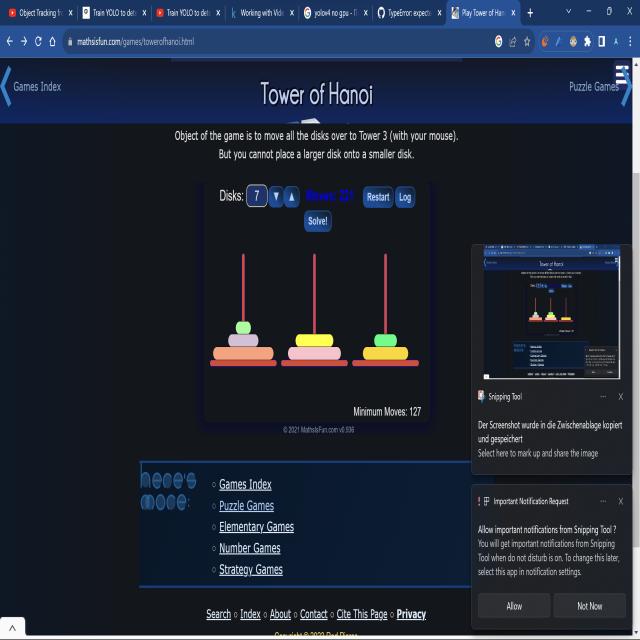 Object Tracking fr
Train YOLO to dete
Train YOLO to dete
Working with Vide
yolov4 no gpu - G
TypeError: expecte
Play Tower of Han
mathsisfun.com/games/towerofhanoi.html
Games Index
Tower of Hanoi
Puzzle Games
Object of the game is to move all the disks over to Tower 3 (with your mouse).
But you cannot place a larger disk onto a smaller disk.
Disks: 7 ▼ ▲ Moves: 221 Restart Log
Solve!
Minimum Moves: 127
© 2021 MathsIsFun.com v0.936
Snipping Tool
Der Screenshot wurde in die Zwischenablage kopiert
und gespeichert
Select here to mark up and share the image
Here's
More:
Games Index
Puzzle Games
Elementary Games
Number Games
Strategy Games
Important Notification Request
Allow important notifications from Snipping Tool ?
You will get important notifications from Snipping
Tool when do not disturb is on. To change this later,
select this app in notification settings.
Allow Not Now
Search ○ Index ○ About ○ Contact ○ Cite This Page ○ Privacy